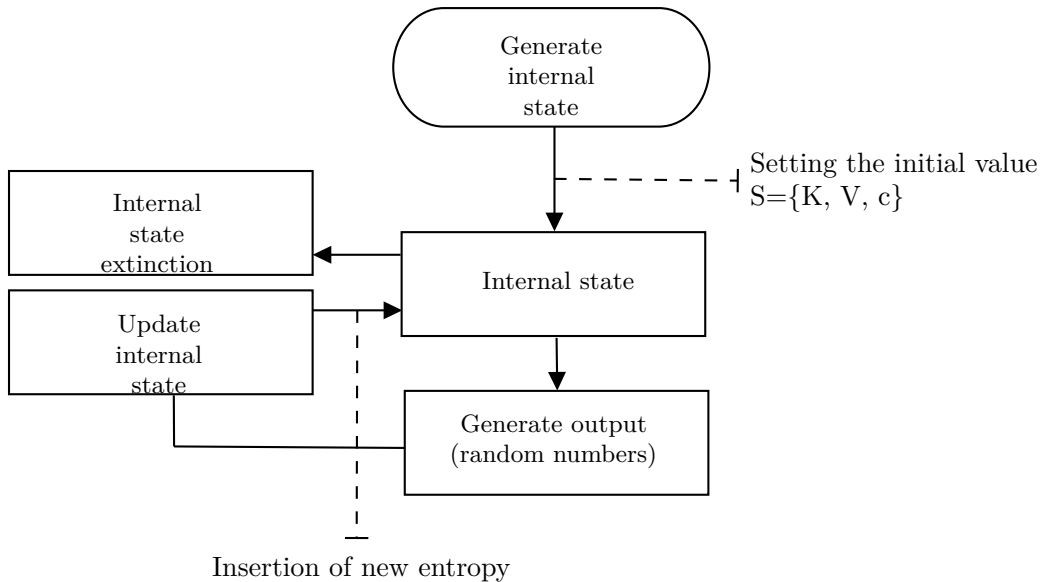 Generate
internal
state
Setting the initial value
S={K, V, c}
Internal
state
extinction
Internal state
Update
internal
state
Generate output
(random numbers)
Insertion of new entropy